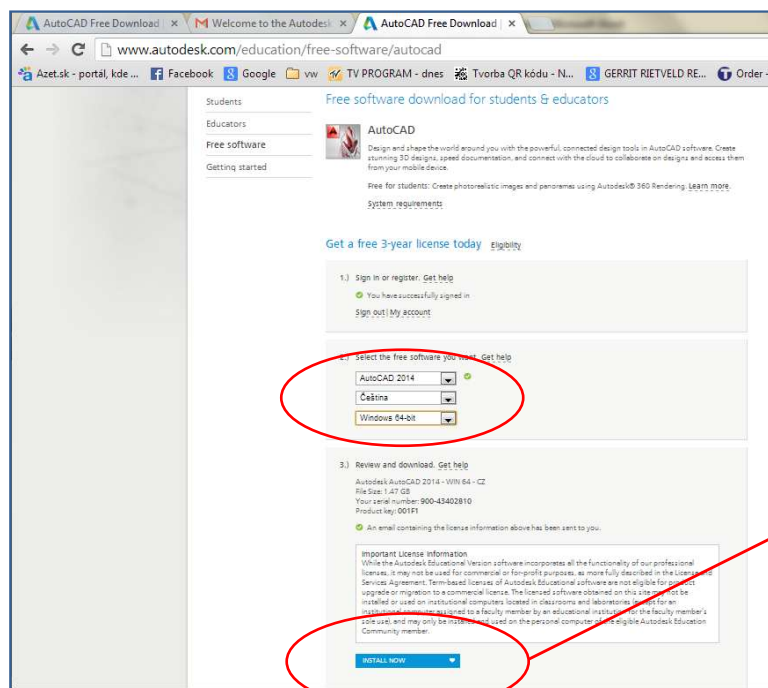 AutoCAD Free Download
Welcome to the Autodesk
AutoCAD Free Download |
www.autodesk.com/education/free-software/autocad
Azet.sk - portál, kde ...
Facebook
Google
vw
TV PROGRAM - dnes
Tvorba QR kódu - N...
GERRIT RIETVELD RE...
Order -
Students
Educators
Free software
Getting started
Free software download for students & educators
AutoCAD
Design and shape the world around you with the powerful, connected design tools in AutoCAD software. Create
stunning 3D designs, speed documentation, and connect with the cloud to collaborate on designs and access them
from your mobile device.
Free for students: Create photorealistic images and panoramas using Autodesk® 360 Rendering. Learn more.
System requirements
Get a free 3-year license today Eligibility
1.) Sign in or register. Get help
You have successfully signed in
Sign out | My account
2.) Select the free software you want. Get help
AutoCAD 2014
Čeština
Windows 64-bit
3.) Review and download. Get help
Autodesk AutoCAD 2014 - WIN 64 - CZ
File Size: 1.47 GB
Your serial number: 900-43402810
Product key: 001F1
An email containing the license information above has been sent to you.
Important License Information
While the Autodesk Educational Version software incorporates all the functionality of our professional
licenses, it may not be used for commercial or for-profit purposes, as more fully described in the License and
Services Agreement. Term-based licenses of Autodesk Educational software are not eligible for product
upgrade or migration to a commercial license. The licensed software obtained on this site may not be
installed or used on institutional computers located in classrooms and laboratories (except for an
institutional computer assigned to a faculty member by an educational institution for the faculty member's
sole use), and may only be installed and used on the personal computer of the eligible Autodesk Education
Community member.
INSTALL NOW